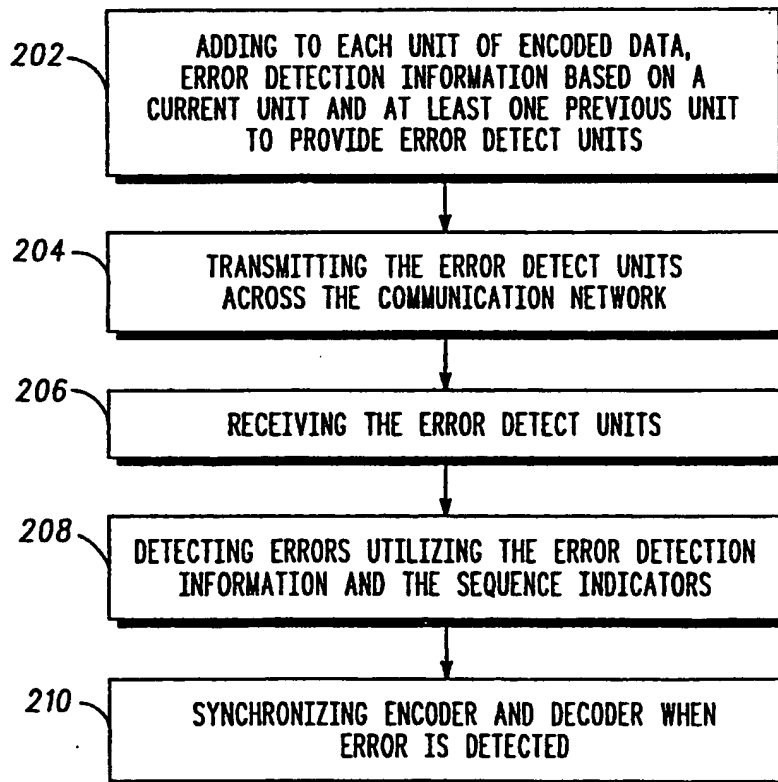 202
ADDING TO EACH UNIT OF ENCODED DATA,
ERROR DETECTION INFORMATION BASED ON A
CURRENT UNIT AND AT LEAST ONE PREVIOUS UNIT
TO PROVIDE ERROR DETECT UNITS
204
TRANSMITTING THE ERROR DETECT UNITS
ACROSS THE COMMUNICATION NETWORK
206
RECEIVING THE ERROR DETECT UNITS
208
DETECTING ERRORS UTILIZING THE ERROR DETECTION
INFORMATION AND THE SEQUENCE INDICATORS
210
SYNCHRONIZING ENCODER AND DECODER WHEN
ERROR IS DETECTED